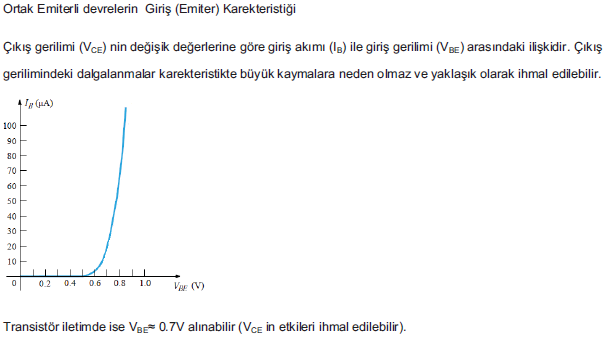 Ortak Emiterli devrelerin Giriş (Emiter) Karekteristiği
Çıkış gerilimi (VCE) nin değişik değerlerine göre giriş akımı (IB) ile giriş gerilimi (VBE) arasındaki ilişkidir. Çıkış
gerilimindeki dalgalanmalar karekteristikte büyük kaymalara neden olmaz ve yaklaşık olarak ihmal edilebilir.
IB (μA)
100
90
80
70
60
50
40
30
20
10
0 0.2 0.4 0.6 0.8 1.0 VBE (V)
Transistör iletimde ise VBE≈ 0.7V alınabilir (VCE in etkileri ihmal edilebilir).